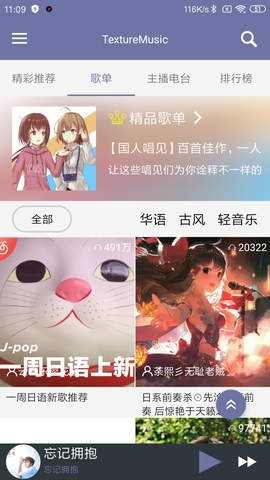 11:09
116K/s
TextureMusic
精彩推荐 歌单 主播电台 排行榜
精品歌单
【国人唱见】百首佳作，一人
让这些唱见们为你诠释不一样的
全部 华语 古风 轻音乐
491万
20322
J-pop
一周日语上新
茶熙彡无耻老贼
一周日语新歌推荐
日系前奏杀⊙先沦
奏 后惊艳于天籁之
97741
忘记拥抱
忘记拥抱